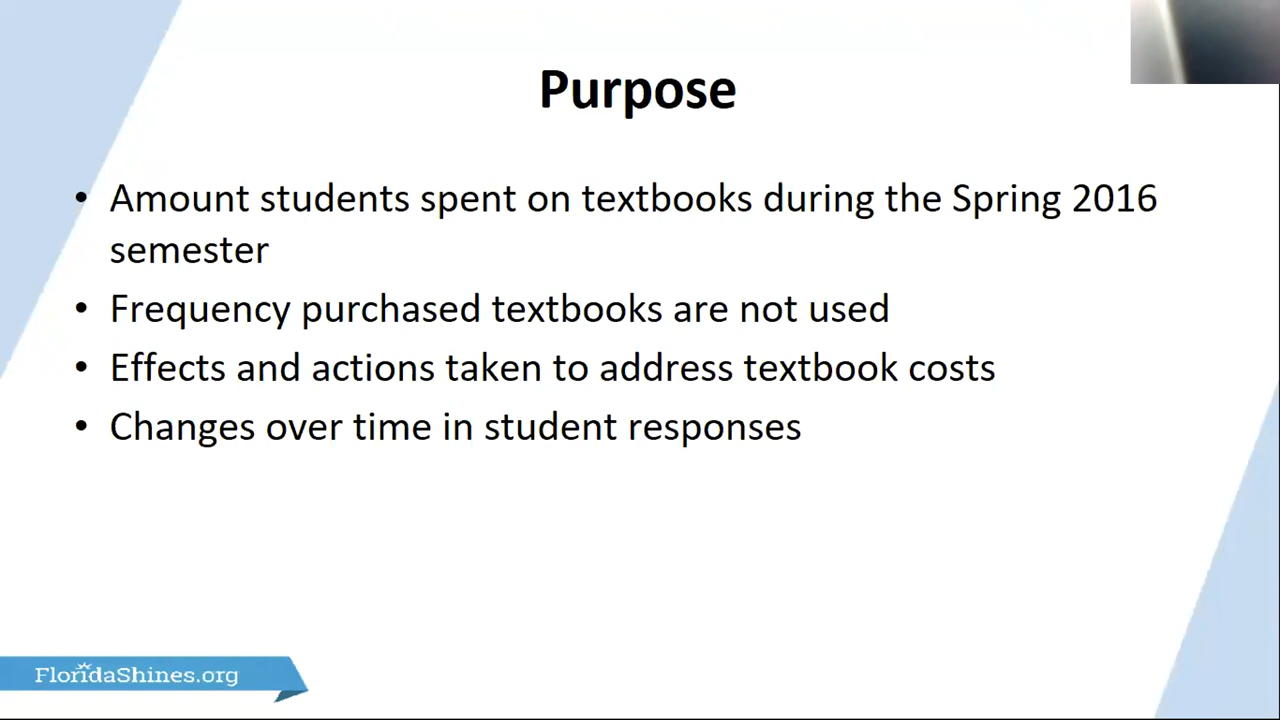 Purpose
• Amount students spent on textbooks during the Spring 2016
semester
• Frequency purchased textbooks are not used
• Effects and actions taken to address textbook costs
• Changes over time in student responses
FloridaShines.org